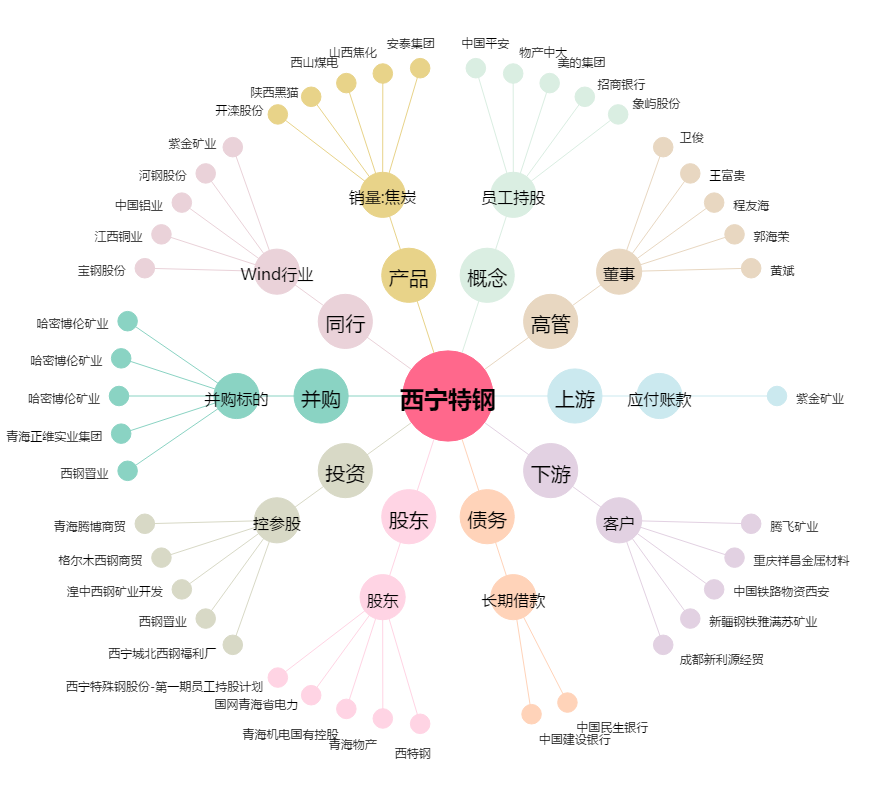 安泰集团
山西焦化
西山煤电
陕西黑猫
开滦股份
销量:焦炭
产品
中国平安
物产中大
美的集团
招商银行
象屿股份
员工持股
概念
紫金矿业
河钢股份
中国铝业
江西铜业
宝钢股份
Wind行业
同行
卫俊
王富贵
程友海
郭海荣
黄斌
董事
高管
哈密博伦矿业
哈密博伦矿业
哈密博伦矿业
青海正维实业集团
西钢置业
并购标的
并购
西宁特钢
上游
应付账款
紫金矿业
投资
控参股
青海腾博商贸
格尔木西钢商贸
湟中西钢矿业开发
西钢置业
西宁城北西钢福利厂
下游
客户
腾飞矿业
重庆祥昌金属材料
中国铁路物资西安
新疆钢铁雅满苏矿业
成都新利源经贸
股东
股东
西宁特殊钢股份-第一期员工持股计划
国网青海省电力
青海机电国有控股
青海物产
西特钢
债务
长期借款
中国民生银行
中国建设银行